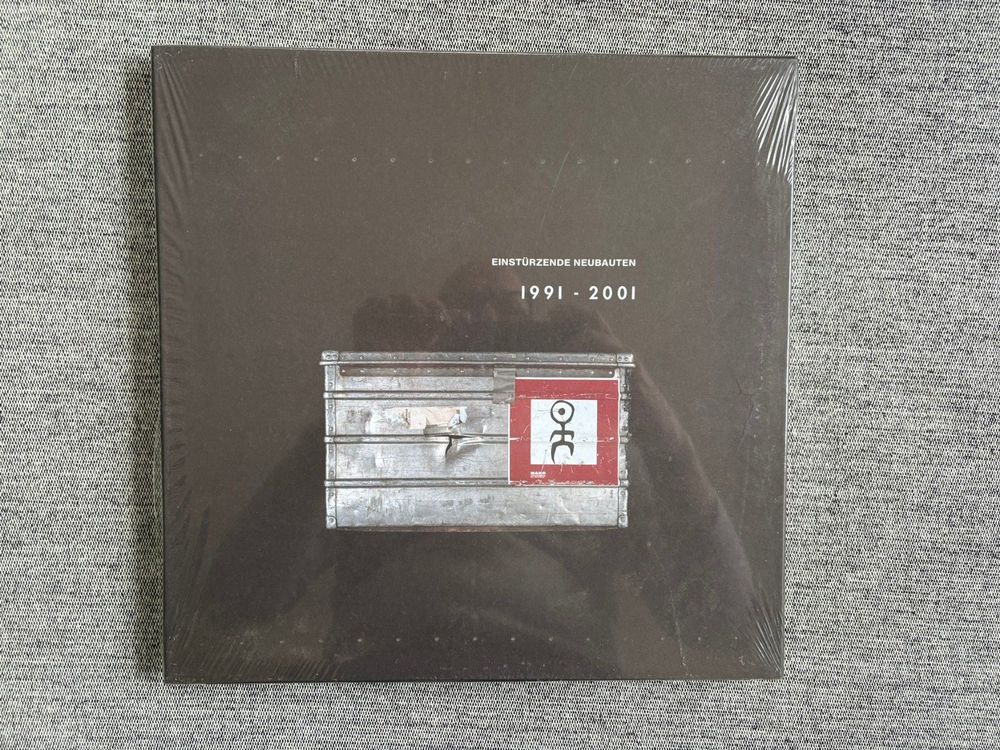 EINSTÜRZENDE NEUBAUTEN
1991 - 2001